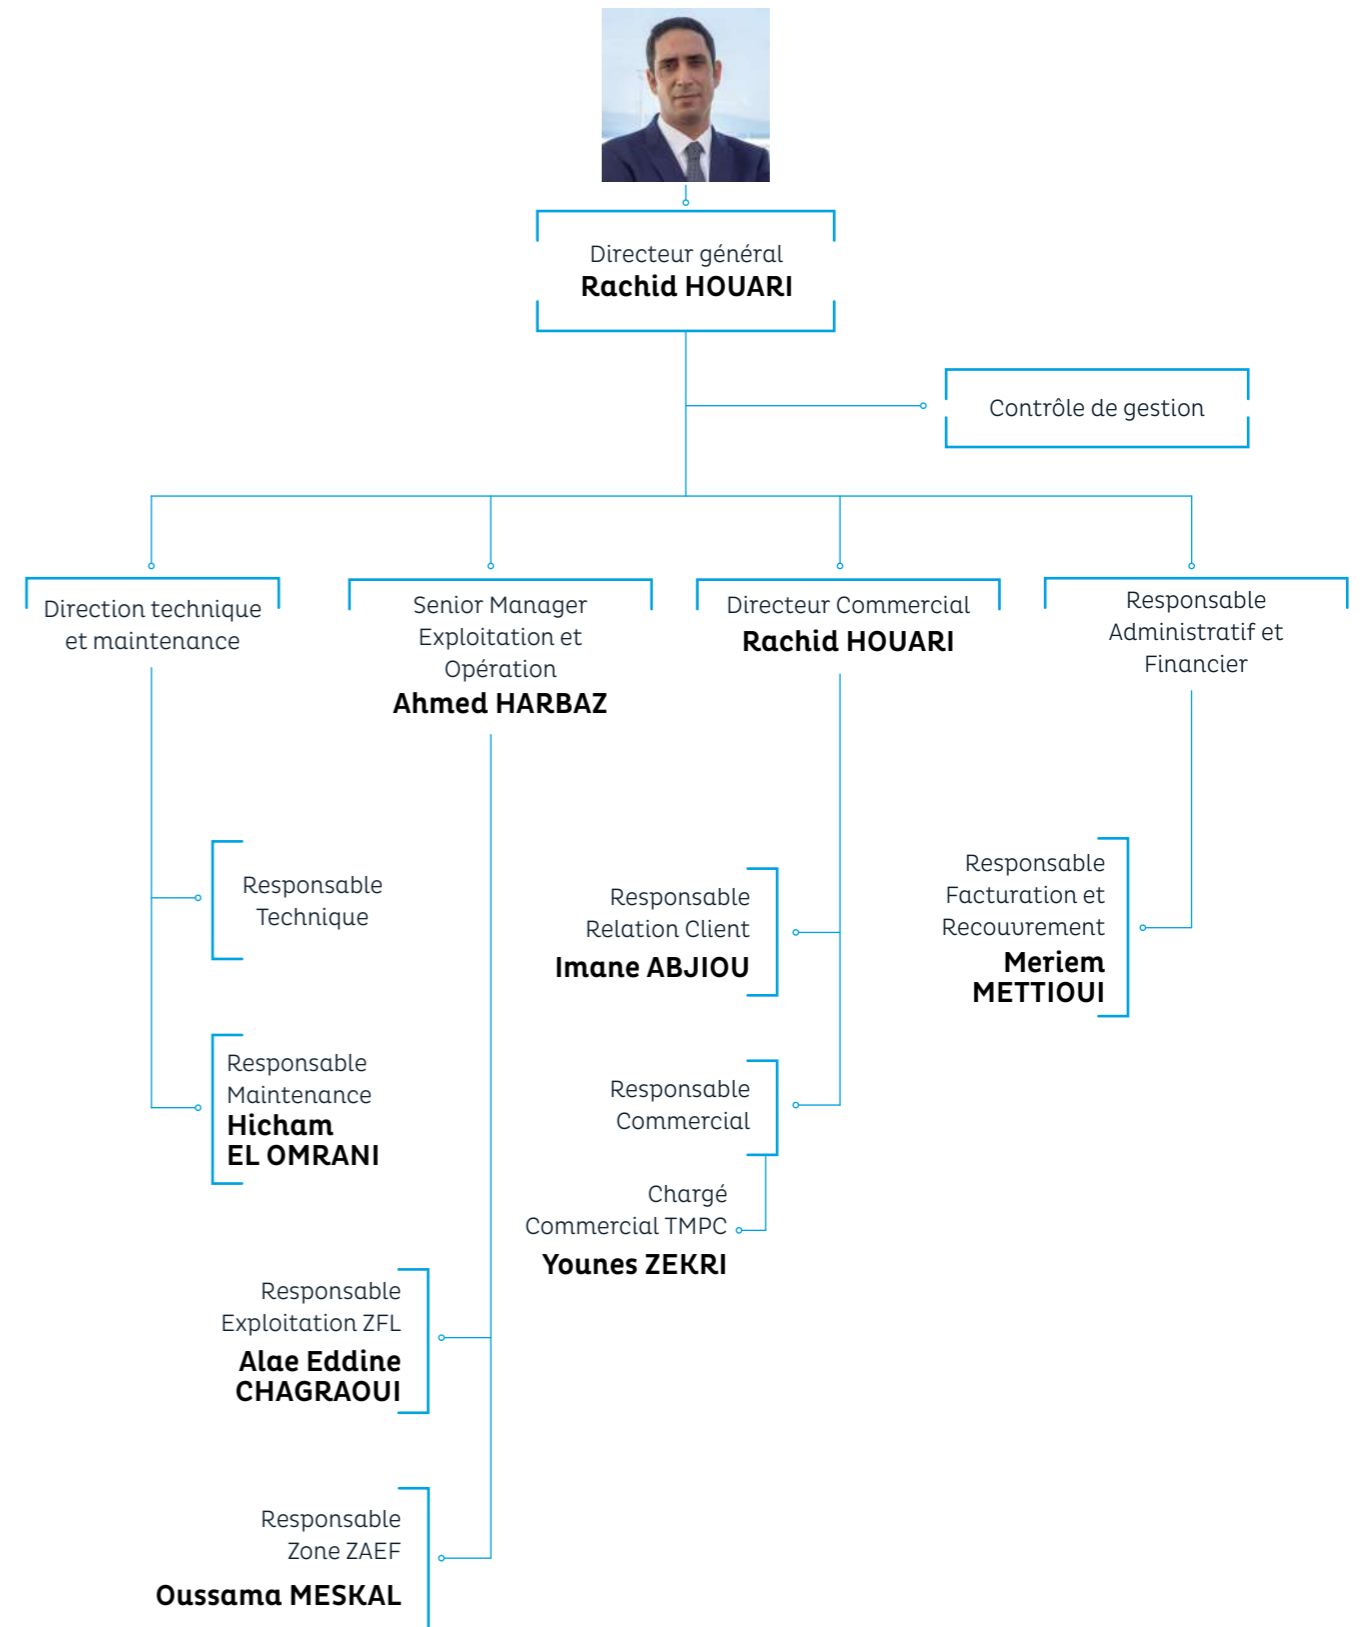 Directeur général
Rachid HOUARI
Contrôle de gestion
Direction technique
et maintenance
Senior Manager
Exploitation et
Opération
Ahmed HARBAZ
Directeur Commercial
Rachid HOUARI
Responsable
Administratif et
Financier
Responsable
Technique
Responsable
Maintenance
Hicham
EL OMRANI
Responsable
Exploitation ZFL
Alae Eddine
CHAGRAOUI
Responsable
Zone ZAEF
Oussama MESKAL
Responsable
Relation Client
Imane ABJIOU
Responsable
Commercial
Chargé
Commercial TMPC
Younes ZEKRI
Responsable
Facturation et
Recouvrement
Meriem
METTIOUI